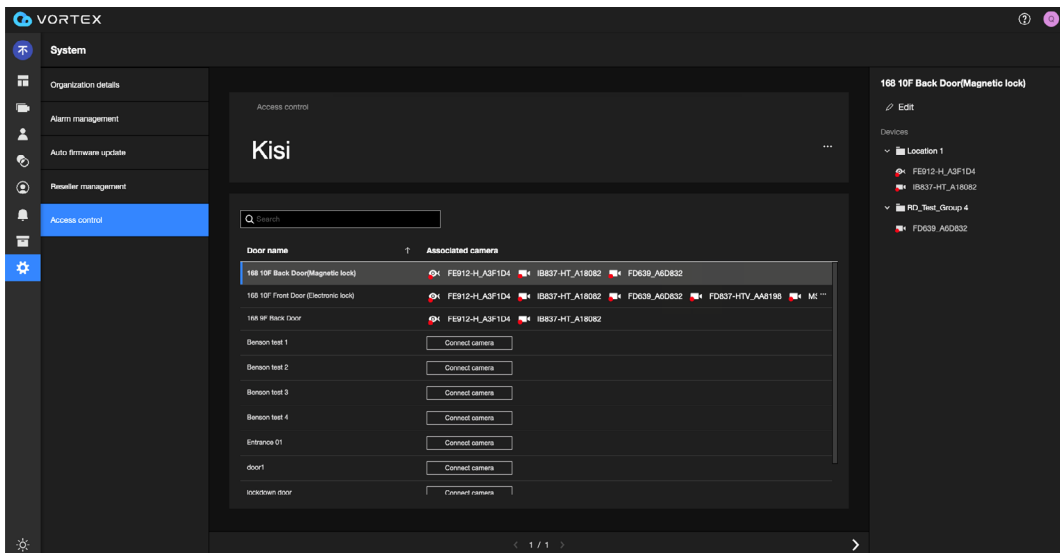 VORTEX
Q
System
Organization details
Alarm management
Auto firmware update
Reseller management
Access control
Access control
Kisi
...
Search
Door name ↑ Associated camera
168 10F Back Door(Magnetic lock) FE912-H_A3F1D4 IB837-HT_A18082 FD639_A6D832
168 10F Front Door (Electronic lock) FE912-H_A3F1D4 IB837-HT_A18082 FD639_A6D832 FD837-HTV_AA8198 ...
168 9F Back Door FE912-H_A3F1D4 IB837-HT_A18082
Benson test 1 Connect camera
Benson test 2 Connect camera
Benson test 3 Connect camera
Benson test 4 Connect camera
Entrance 01 Connect camera
door1 Connect camera
lockdown door Connect camera
< 1 / 1 >
168 10F Back Door(Magnetic lock)
Edit
Devices
Location 1
FE912-H_A3F1D4
IB837-HT_A18082
RD_Test_Group 4
FD639_A6D832